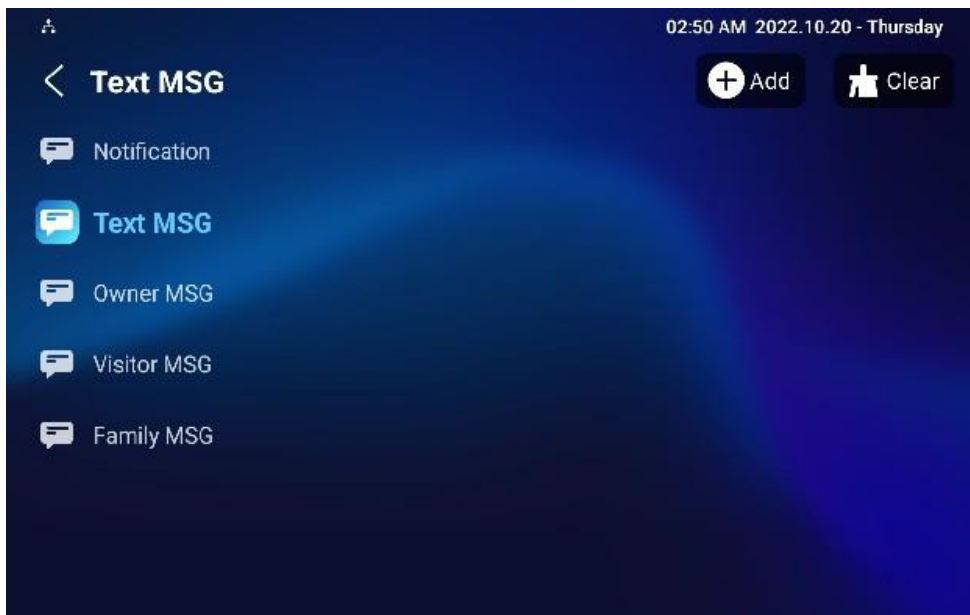 02:50 AM 2022.10.20 - Thursday
Text MSG
Add
Clear
Notification
Text MSG
Owner MSG
Visitor MSG
Family MSG